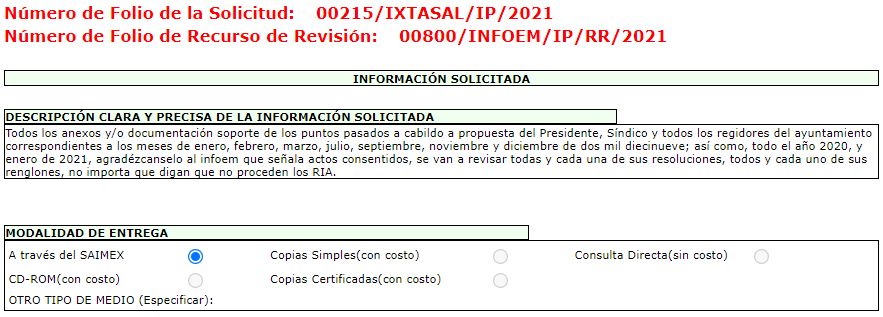 Número de Folio de la Solicitud: 00215/IXTASAL/IP/2021
Número de Folio de Recurso de Revisión: 00800/INFOEM/IP/RR/2021
INFORMACIÓN SOLICITADA
DESCRIPCIÓN CLARA Y PRECISA DE LA INFORMACIÓN SOLICITADA
Todos los anexos y/o documentación soporte de los puntos pasados a cabildo a propuesta del Presidente, Síndico y todos los regidores del ayuntamiento
correspondientes a los meses de enero, febrero, marzo, julio, septiembre, noviembre y diciembre de dos mil diecinueve; así como, todo el año 2020, y
enero de 2021, agradézcanselo al infoem que señala actos consentidos, se van a revisar todas y cada una de sus resoluciones, todos y cada uno de sus
renglones, no importa que digan que no proceden los RIA.
MODALIDAD DE ENTREGA
A través del SAIMEX Copias Simples(con costo) Consulta Directa(sin costo)
CD-ROM(con costo) Copias Certificadas(con costo)
OTRO TIPO DE MEDIO (Especificar):